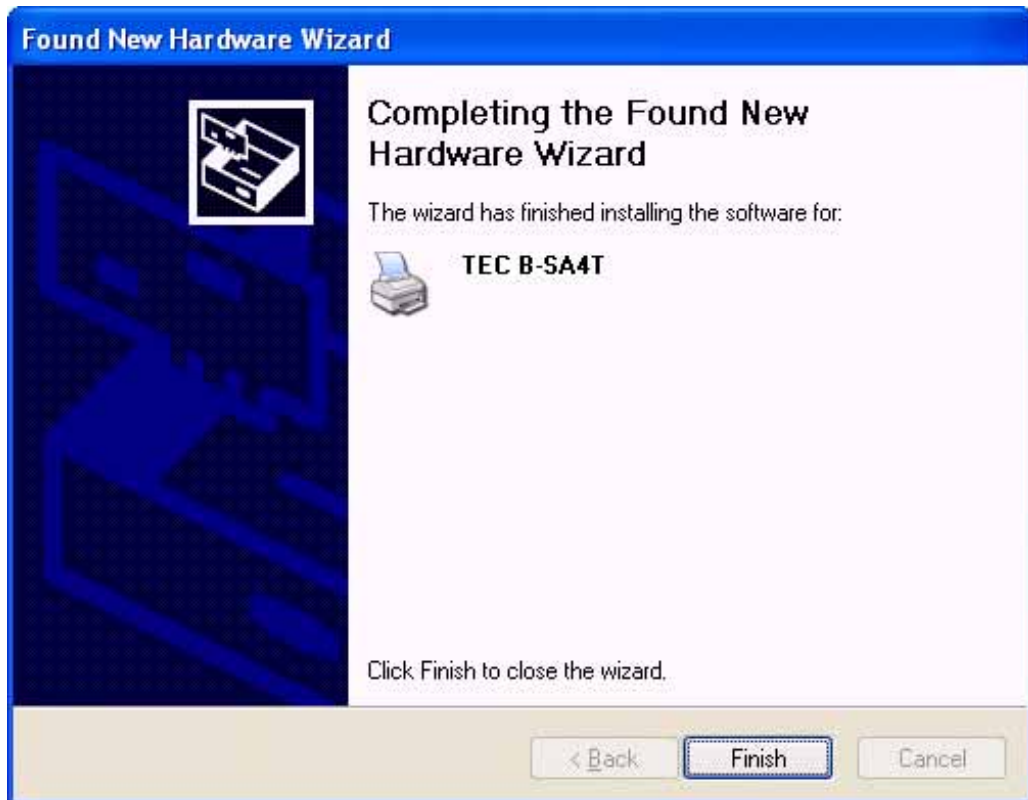 Found New Hardware Wizard
Completing the Found New
Hardware Wizard
The wizard has finished installing the software for:
TEC B-SA4T
Click Finish to close the wizard.
< Back
Finish
Cancel